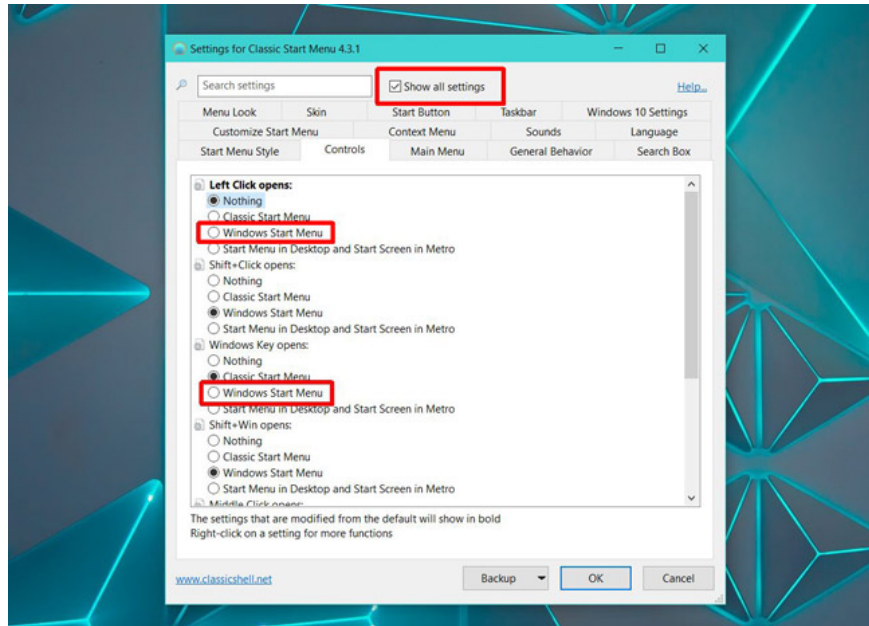 Settings for Classic Start Menu 4.3.1
Search settings
Show all settings
Help...
Menu Look Skin Start Button Taskbar Windows 10 Settings
Customize Start Menu Context Menu Sounds Language
Start Menu Style Controls Main Menu General Behavior Search Box
Left Click opens:
Nothing
Classic Start Menu
Windows Start Menu
Start Menu in Desktop and Start Screen in Metro
Shift+Click opens:
Nothing
Classic Start Menu
Windows Start Menu
Start Menu in Desktop and Start Screen in Metro
Windows Key opens:
Nothing
Classic Start Menu
Windows Start Menu
Start Menu in Desktop and Start Screen in Metro
Shift+Win opens:
Nothing
Classic Start Menu
Windows Start Menu
Start Menu in Desktop and Start Screen in Metro
Middle Click opens:
The settings that are modified from the default will show in bold
Right-click on a setting for more functions
www.classicshell.net
Backup OK Cancel